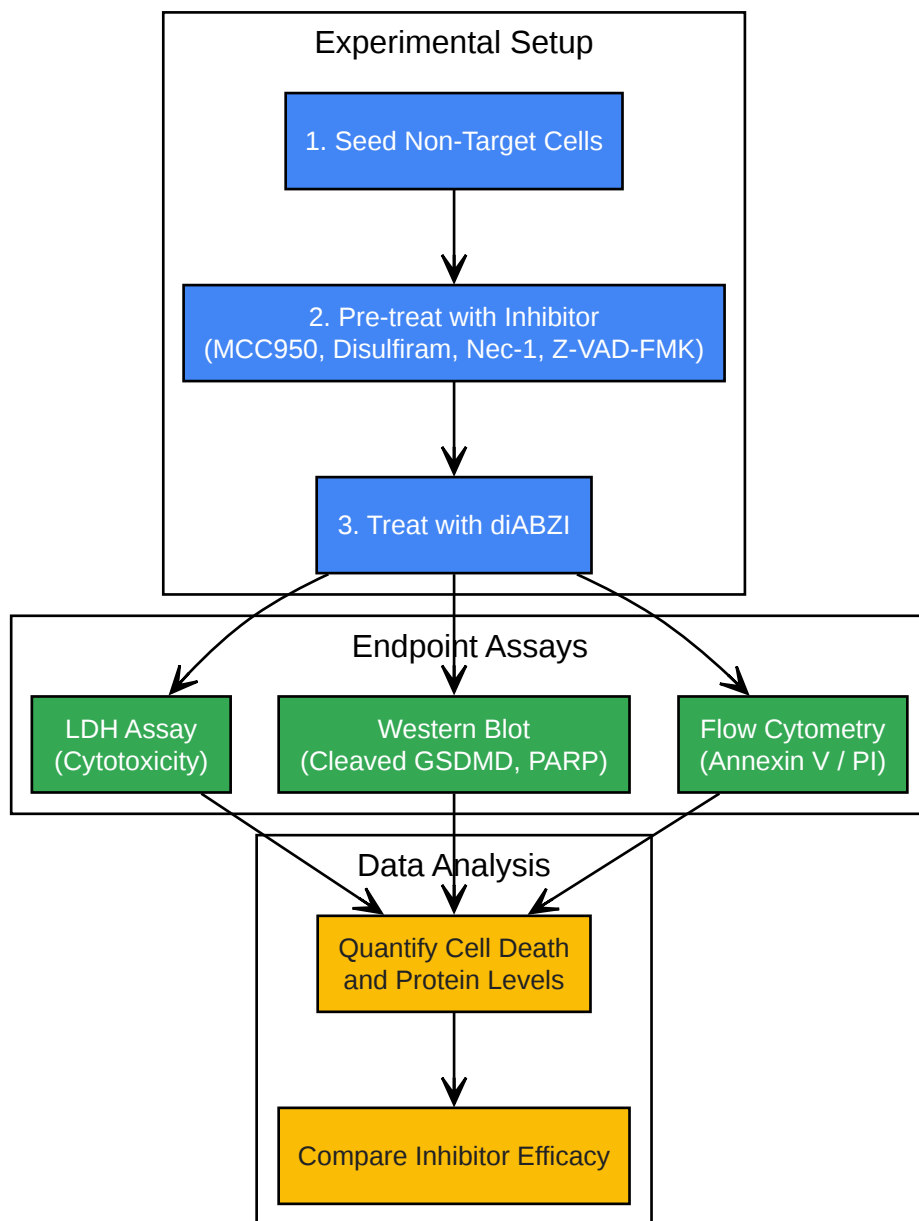 Experimental Setup
1. Seed Non-Target Cells
2. Pre-treat with Inhibitor
(MCC950, Disulfiram, Nec-1, Z-VAD-FMK)
3. Treat with diABZI
Endpoint Assays
LDH Assay
(Cytotoxicity)
Western Blot
(Cleaved GSDMD, PARP)
Flow Cytometry
(Annexin V / PI)
Data Analysis
Quantify Cell Death
and Protein Levels
Compare Inhibitor Efficacy